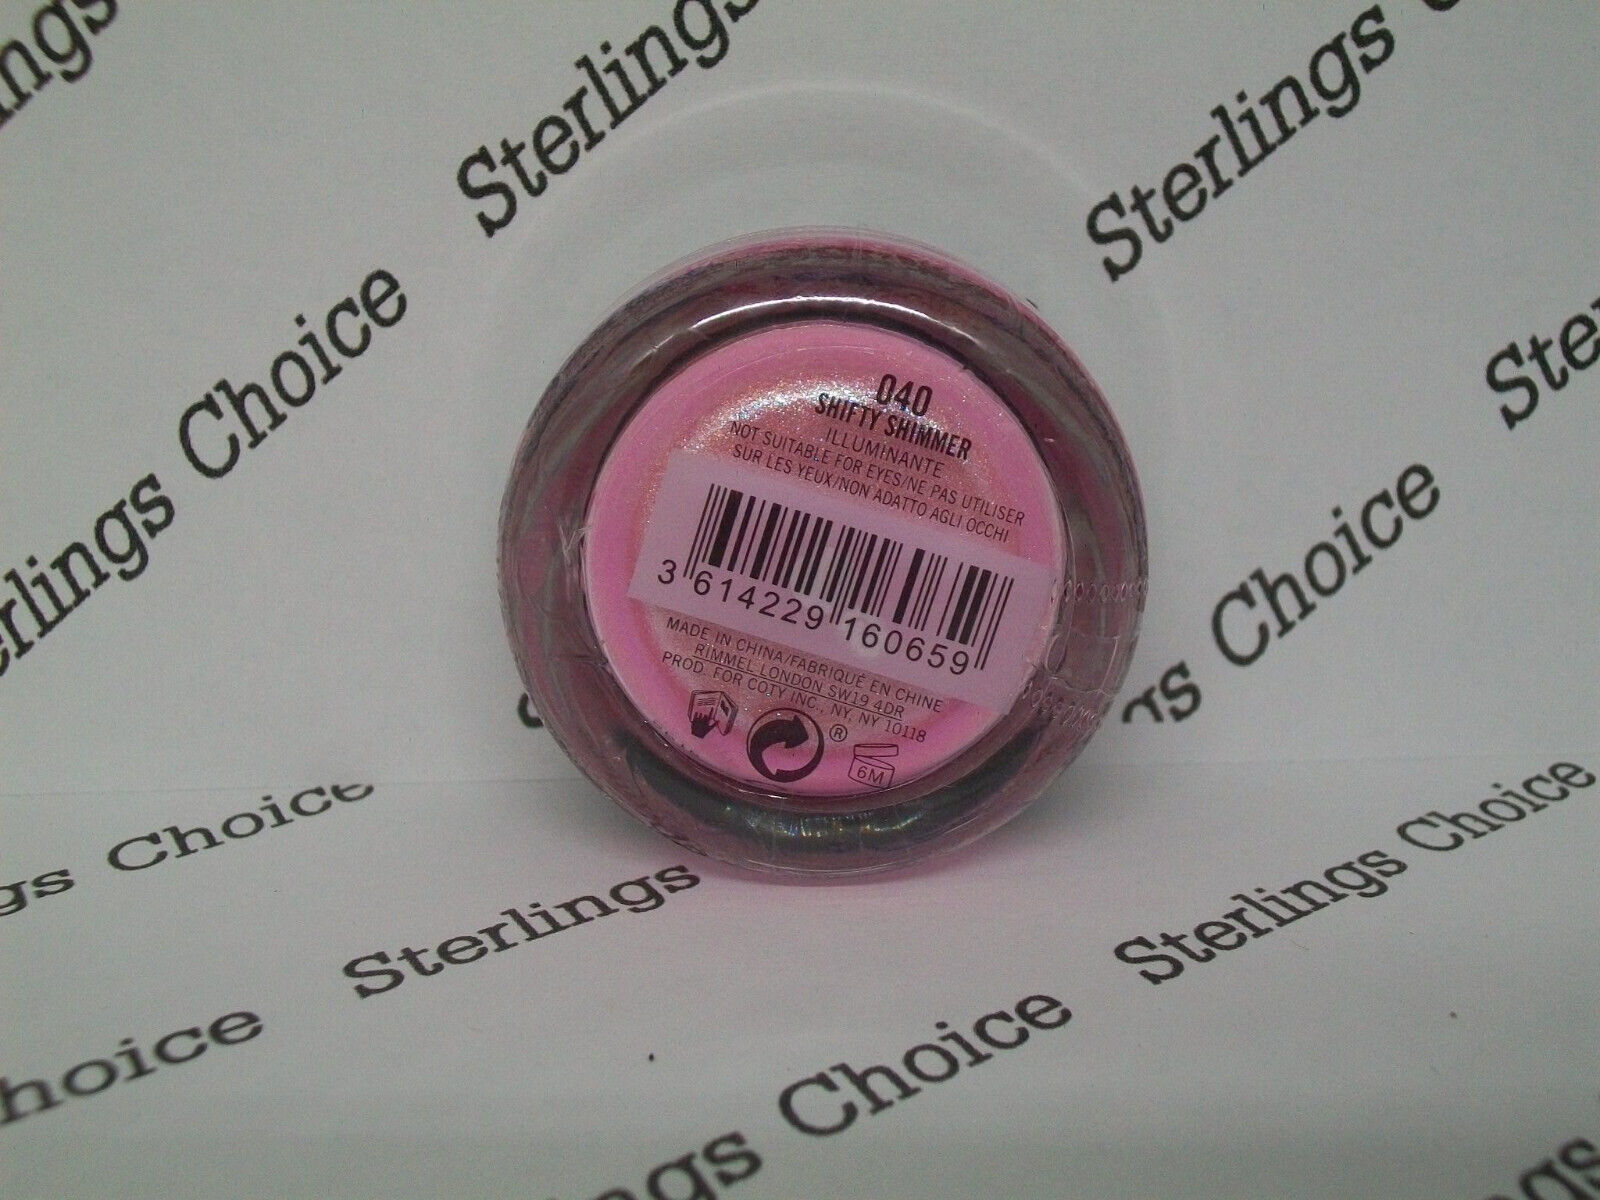 Sterlings
Sterlings
Choice
Choice
Choice
Sterlings
Sterlings Choice
Choice
Choice
040
SHIFTY SHIMMER
ILLUMINANTE
NOT SUITABLE FOR EYES/NE PAS UTILISER
SUR LES YEUX/NON ADATTO AGLI OCCHI
3 614229 160659
MADE IN CHINA/FABRIQUÉ EN CHINE
RIMMEL LONDON SW19 4DR
PROD. FOR COTY INC., NY, NY 10118
®
6M